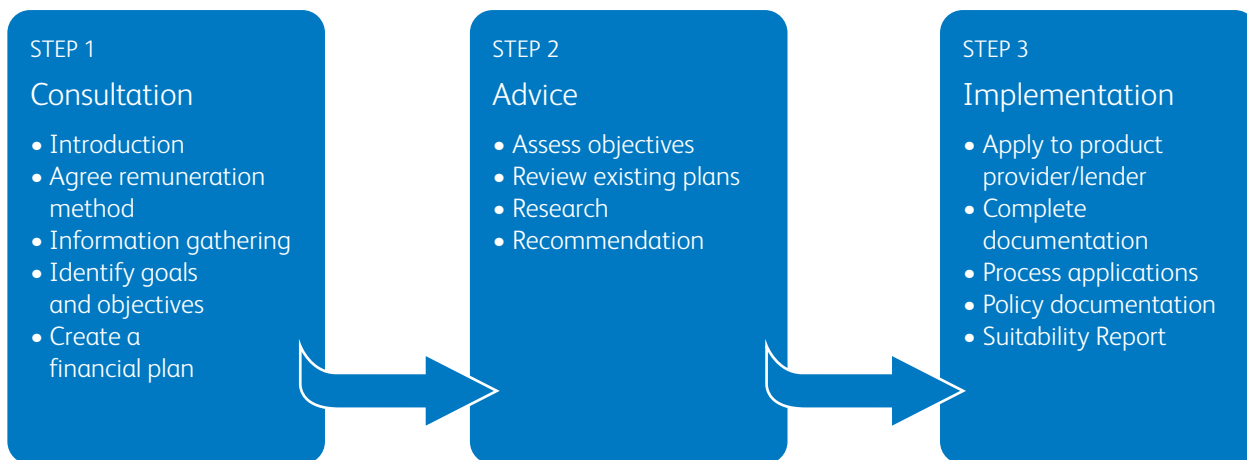 STEP 1
Consultation
• Introduction
• Agree remuneration
method
• Information gathering
• Identify goals
and objectives
• Create a
financial plan
STEP 2
Advice
• Assess objectives
• Review existing plans
• Research
• Recommendation
STEP 3
Implementation
• Apply to product
provider/lender
• Complete
documentation
• Process applications
• Policy documentation
• Suitability Report